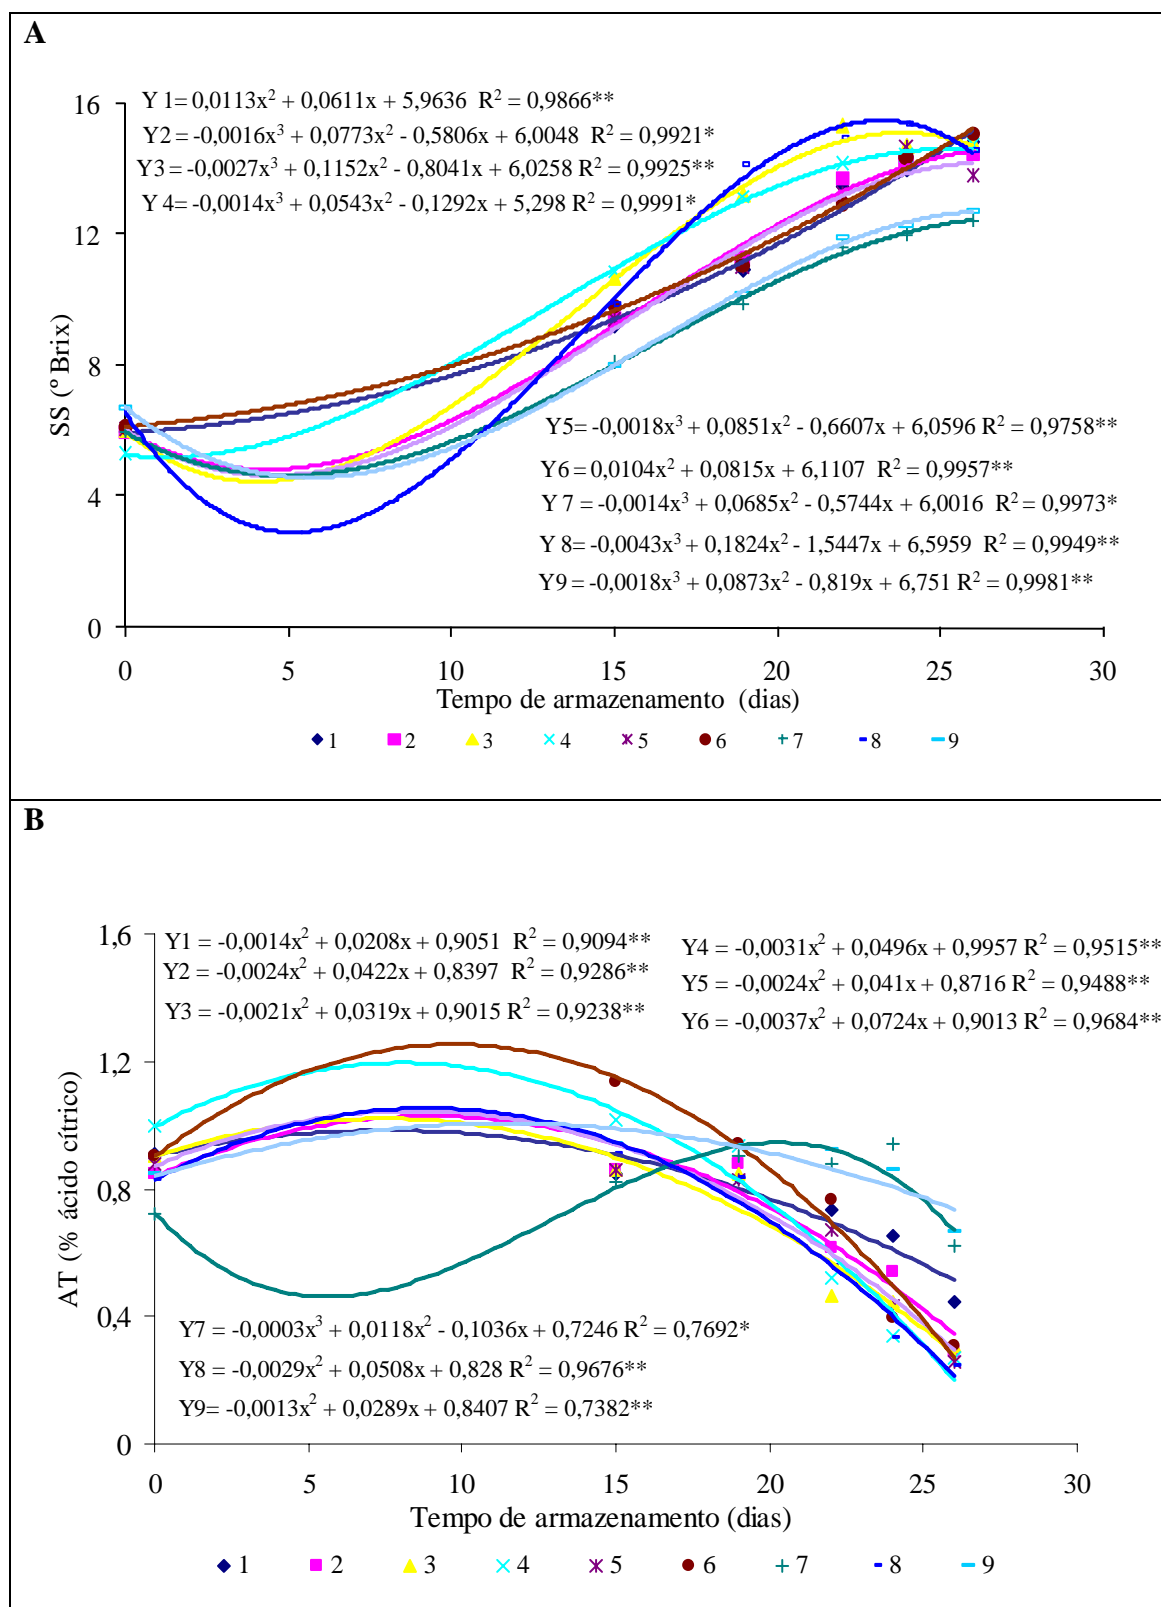 A
Y 1= 0,0113x² + 0,0611x + 5,9636 R² = 0,9866**
Y2= -0,0016x³ + 0,0773x² - 0,5806x + 6,0048 R² = 0,9921*
Y3= -0,0027x³ + 0,1152x² - 0,8041x + 6,0258 R² = 0,9925**
Y 4= -0,0014x³ + 0,0543x² - 0,1292x + 5,298 R² = 0,9991*
16
12
8
4
0
SS (º Brix)
Y5= -0,0018x³ + 0,0851x² - 0,6607x + 6,0596 R² = 0,9758**
Y6= 0,0104x² + 0,0815x + 6,1107 R² = 0,9957**
Y 7 = -0,0014x³ + 0,0685x² - 0,5744x + 6,0016 R² = 0,9973*
Y 8= -0,0043x³ + 0,1824x² - 1,5447x + 6,5959 R² = 0,9949**
Y9= -0,0018x³ + 0,0873x² - 0,819x + 6,751 R² = 0,9981**
0 5 10 15 20 25 30
Tempo de armazenamento (dias)
1 2 3 4 5 6 7 8 9
B
1,6
1,2
0,8
0,4
0
AT (% ácido cítrico)
Y1 = -0,0014x² + 0,0208x + 0,9051 R² = 0,9094**
Y2 = -0,0024x² + 0,0422x + 0,8397 R² = 0,9286**
Y3 = -0,0021x² + 0,0319x + 0,9015 R² = 0,9238**
Y4 = -0,0031x² + 0,0496x + 0,9957 R² = 0,9515**
Y5 = -0,0024x² + 0,041x + 0,8716 R² = 0,9488**
Y6 = -0,0037x² + 0,0724x + 0,9013 R² = 0,9684**
Y7 = -0,0003x³ + 0,0118x² - 0,1036x + 0,7246 R² = 0,7692*
Y8 = -0,0029x² + 0,0508x + 0,828 R² = 0,9676**
Y9= -0,0013x² + 0,0289x + 0,8407 R² = 0,7382**
0 5 10 15 20 25 30
Tempo de armazenamento (dias)
1 2 3 4 5 6 7 8 9